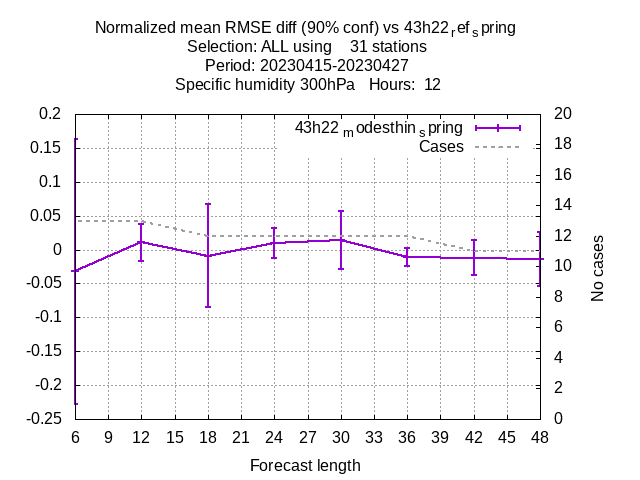 Normalized mean RMSE diff (90% conf) vs 43h22ref_spring
Selection: ALL using 31 stations
Period: 20230415-20230427
Specific humidity 300hPa Hours: 12
43h22_modesthin_spring
Cases
0.2
0.15
0.1
0.05
0
-0.05
-0.1
-0.15
-0.2
-0.25
20
18
16
14
12
10
8
6
4
2
0
No cases
6 9 12 15 18 21 24 27 30 33 36 39 42 45 48
Forecast length